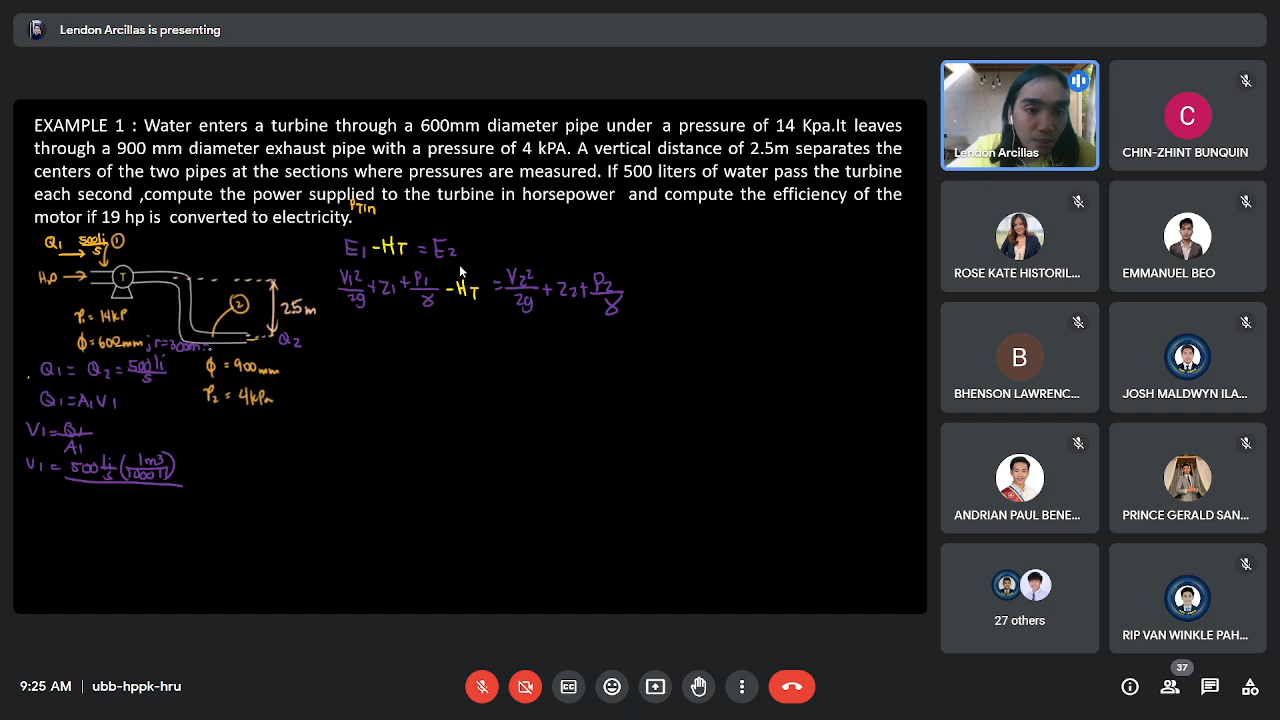 Lendon Arcillas is presenting
EXAMPLE 1 : Water enters a turbine through a 600mm diameter pipe under a pressure of 14 Kpa.It leaves
through a 900 mm diameter exhaust pipe with a pressure of 4 kPA. A vertical distance of 2.5m separates the
centers of the two pipes at the sections where pressures are measured. If 500 liters of water pass the turbine
each second ,compute the power supplied to the turbine in horsepower and compute the efficiency of the
motor if 19 hp is converted to electricity.
PTin
Q1 500li/s ①
H2O T
2.5m
②
P1 = 14kP
φ = 600mm ; r=300m
Q2
φ = 900mm
P2 = 4kPa
Q1 = Q2 = 500li/s
Q1 = A1V1
V1 = Q1/A1
V1 = 500 li/s (1m3/1000li)
E1 - HT = E2
V1²/2g + Z1 + P1/γ - HT = V2²/2g + Z2 + P2/γ
Lendon Arcillas
C
CHIN-ZHINT BUNQUIN
ROSE KATE HISTORIL...
EMMANUEL BEO
B
BHENSON LAWRENC...
JOSH MALDWYN ILA...
ANDRIAN PAUL BENE...
PRINCE GERALD SAN...
27 others
RIP VAN WINKLE PAH...
9:25 AM | ubb-hppk-hru
37